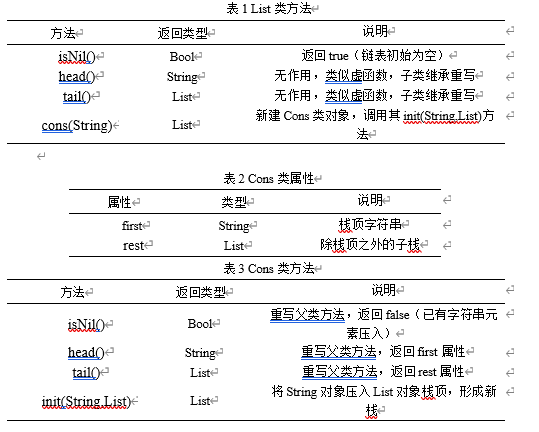 表 1 List 类方法
方法 返回类型 说明
isNil() Bool 返回 true（链表初始为空）
head() String 无作用，类似虚函数，子类继承重写
tail() List 无作用，类似虚函数，子类继承重写
cons(String) List 新建 Cons 类对象，调用其 init(String,List)方
法
表 2 Cons 类属性
属性 类型 说明
first String 栈顶字符串
rest List 除栈顶之外的子栈
表 3 Cons 类方法
方法 返回类型 说明
isNil() Bool 重写父类方法，返回 false（已有字符串元
素压入）
head() String 重写父类方法，返回 first 属性
tail() List 重写父类方法，返回 rest 属性
init(String,List) List 将 String 对象压入 List 对象栈顶，形成新
栈